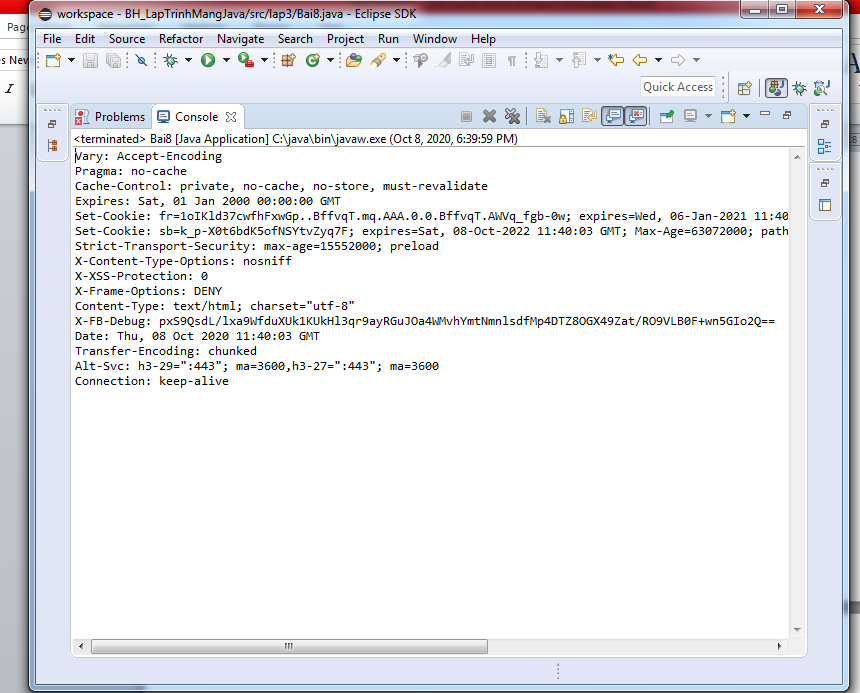 workspace - BH_LapTrinhMangJava/src/lap3/Bai8.java - Eclipse SDK
File Edit Source Refactor Navigate Search Project Run Window Help
Quick Access
Problems Console
<terminated> Bai8 [Java Application] C:\java\bin\javaw.exe (Oct 8, 2020, 6:39:59 PM)
Vary: Accept-Encoding
Pragma: no-cache
Cache-Control: private, no-cache, no-store, must-revalidate
Expires: Sat, 01 Jan 2000 00:00:00 GMT
Set-Cookie: fr=1oIKld37cwfhFxwGp..BffvqT.mq.AAA.0.0.BffvqT.AWVq_fgb-0w; expires=Wed, 06-Jan-2021 11:40
Set-Cookie: sb=k_p-X0t6bdK5ofNSYtvZyq7F; expires=Sat, 08-Oct-2022 11:40:03 GMT; Max-Age=63072000; path
Strict-Transport-Security: max-age=15552000; preload
X-Content-Type-Options: nosniff
X-XSS-Protection: 0
X-Frame-Options: DENY
Content-Type: text/html; charset="utf-8"
X-FB-Debug: pxS9QsdL/lxa9WfduXUk1KUkHl3qr9ayRGuJOa4WMvhYmtNmnlsdfMp4DTZ8OGX49Zat/RO9VLB0F+wn5GIo2Q==
Date: Thu, 08 Oct 2020 11:40:03 GMT
Transfer-Encoding: chunked
Alt-Svc: h3-29=":443"; ma=3600,h3-27=":443"; ma=3600
Connection: keep-alive